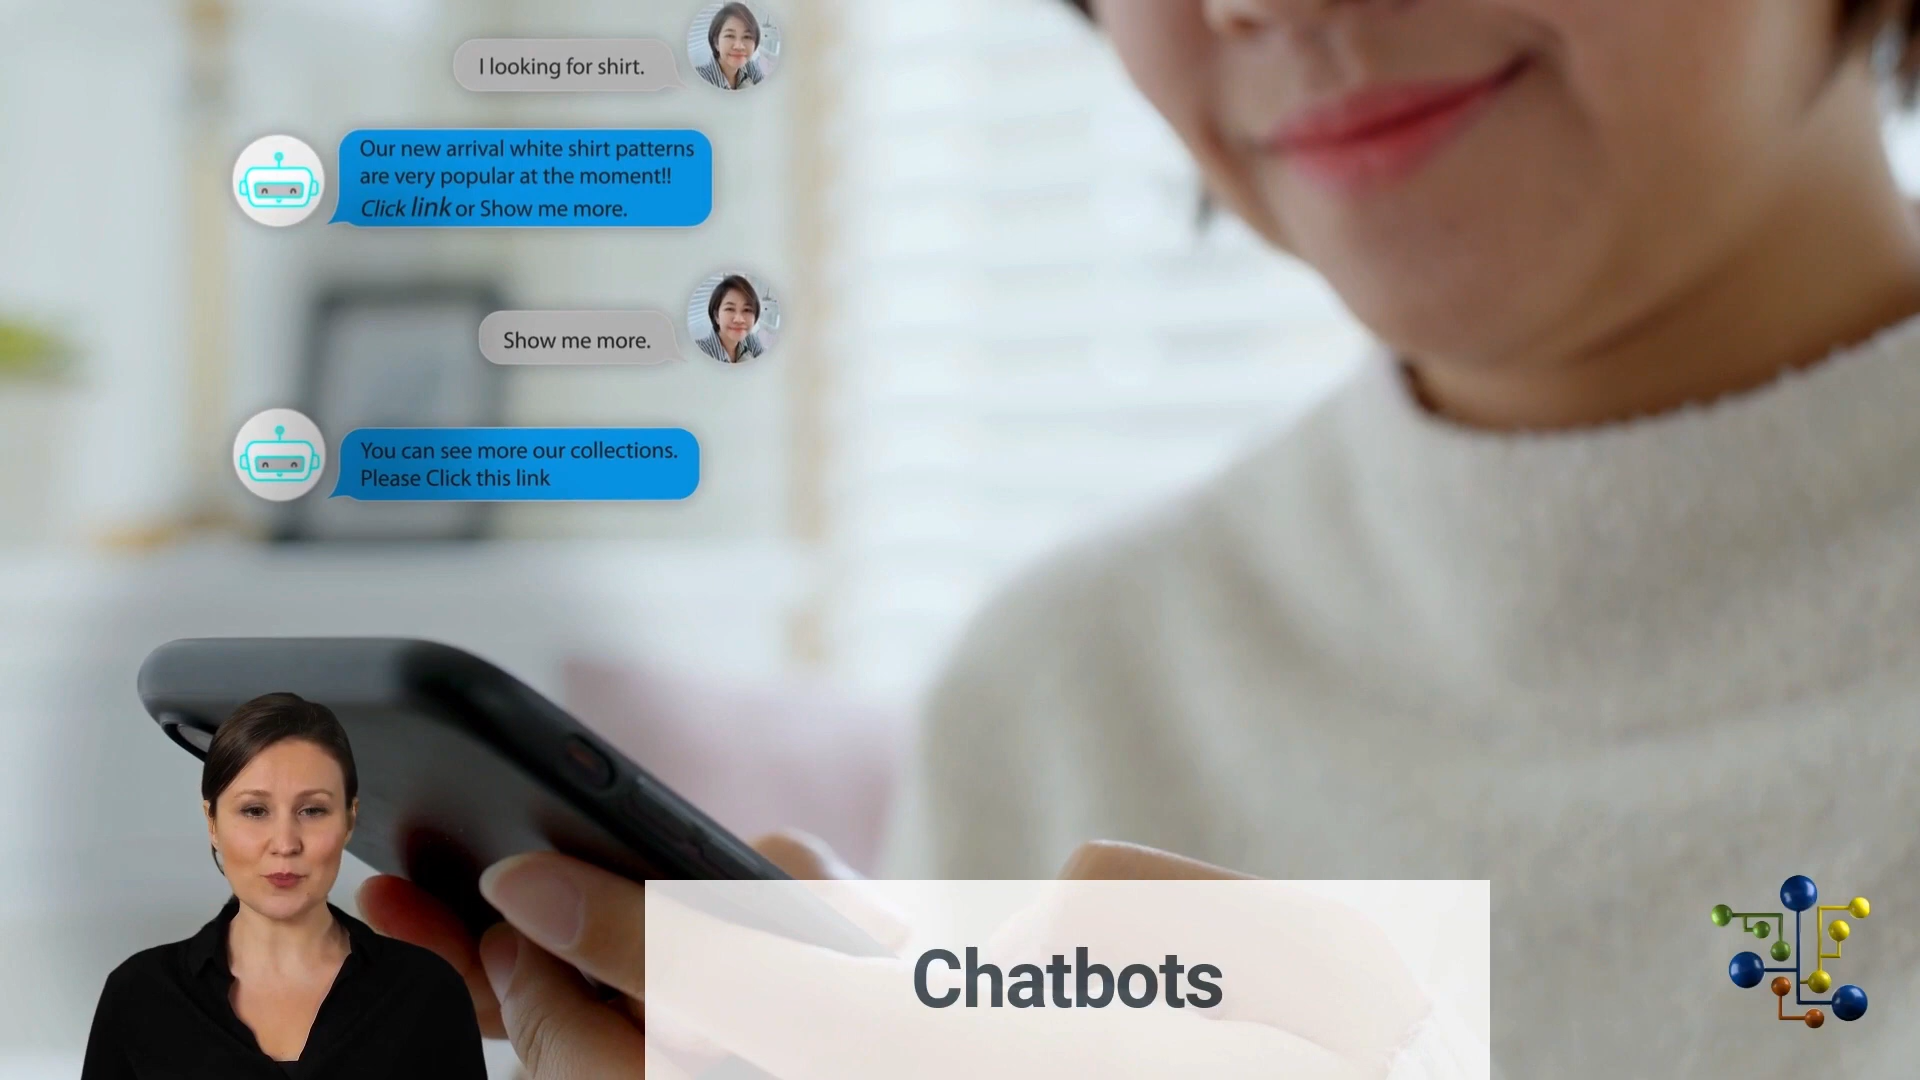 I looking for shirt.
Our new arrival white shirt patterns
are very popular at the moment!!
Click link or Show me more.
Show me more.
You can see more our collections.
Please Click this link
Chatbots